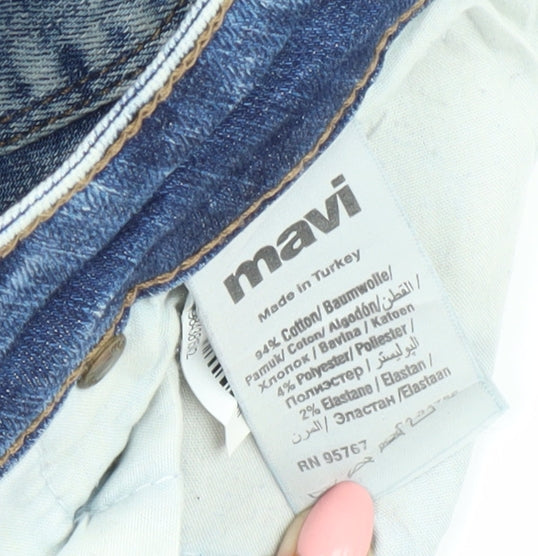 mavi
Made in Turkey
94% Cotton/ Baumwolle/
Pamuk/ Coton/ Algodón/ القطن/
Хлопок / Bavlna / Katoen
4% Polyester/ Poliester /
Полиэстер / البوليستر
2% Elastane / Elastan /
/ Эластан /Elastaan
RN 95767